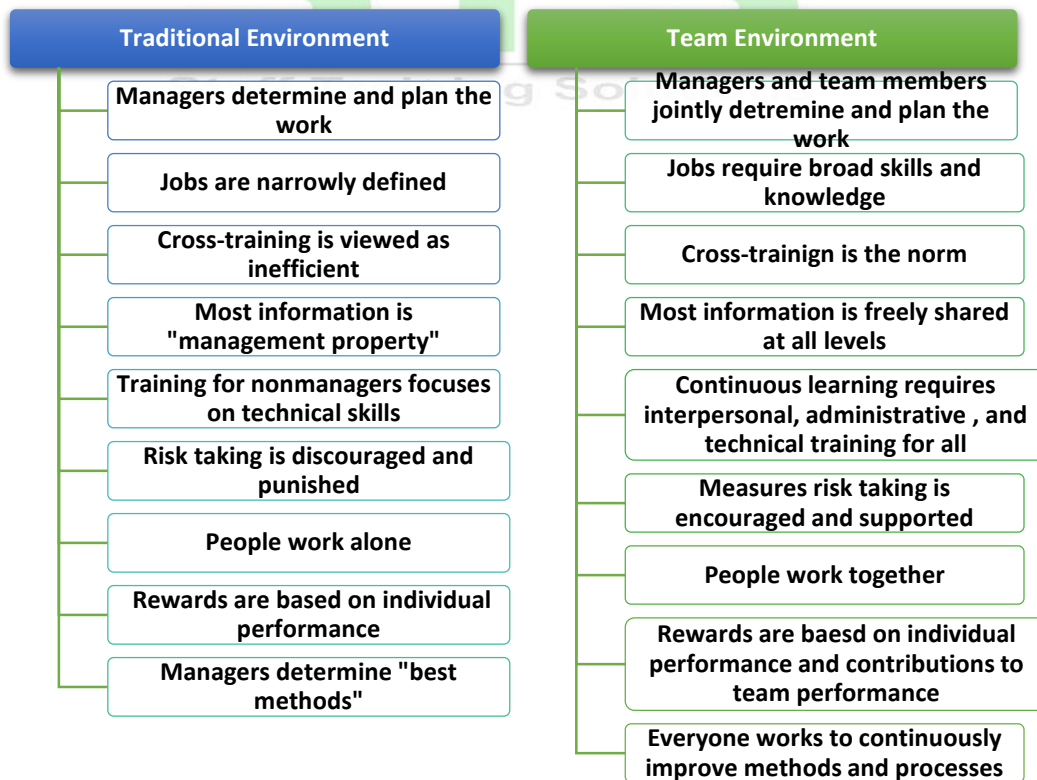 Traditional Environment
Managers determine and plan the
work
Jobs are narrowly defined
Cross-training is viewed as
inefficient
Most information is
"management property"
Training for nonmanagers focuses
on technical skills
Risk taking is discouraged and
punished
People work alone
Rewards are based on individual
performance
Managers determine "best
methods"
Team Environment
Managers and team members
jointly detremine and plan the
work
Jobs require broad skills and
knowledge
Cross-trainign is the norm
Most information is freely shared
at all levels
Continuous learning requires
interpersonal, administrative , and
technical training for all
Measures risk taking is
encouraged and supported
People work together
Rewards are baesd on individual
performance and contributions to
team performance
Everyone works to continuously
improve methods and processes